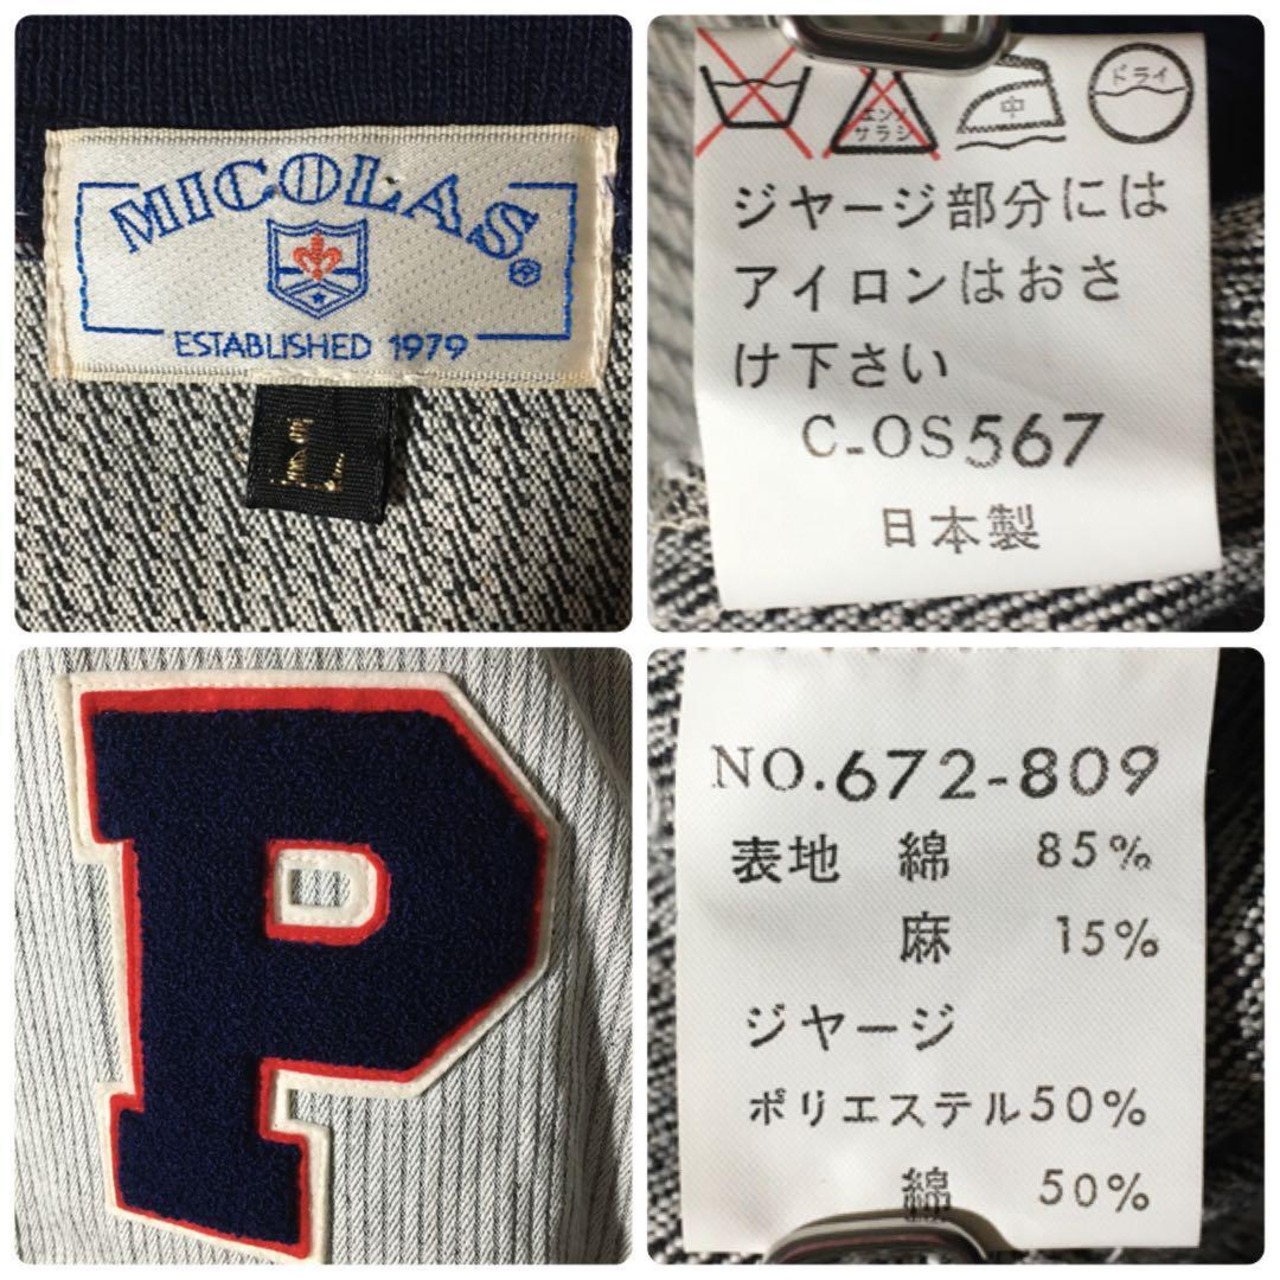 MICOLAS
ESTABLISHED 1979
L
エンソ
サラシ
中
ドライ
ジャージ部分には
アイロンはおさ
け下さい
C-OS567
日本製
P
NO.672-809
表地 綿 85%
麻 15%
ジャージ
ポリエステル50%
綿 50%